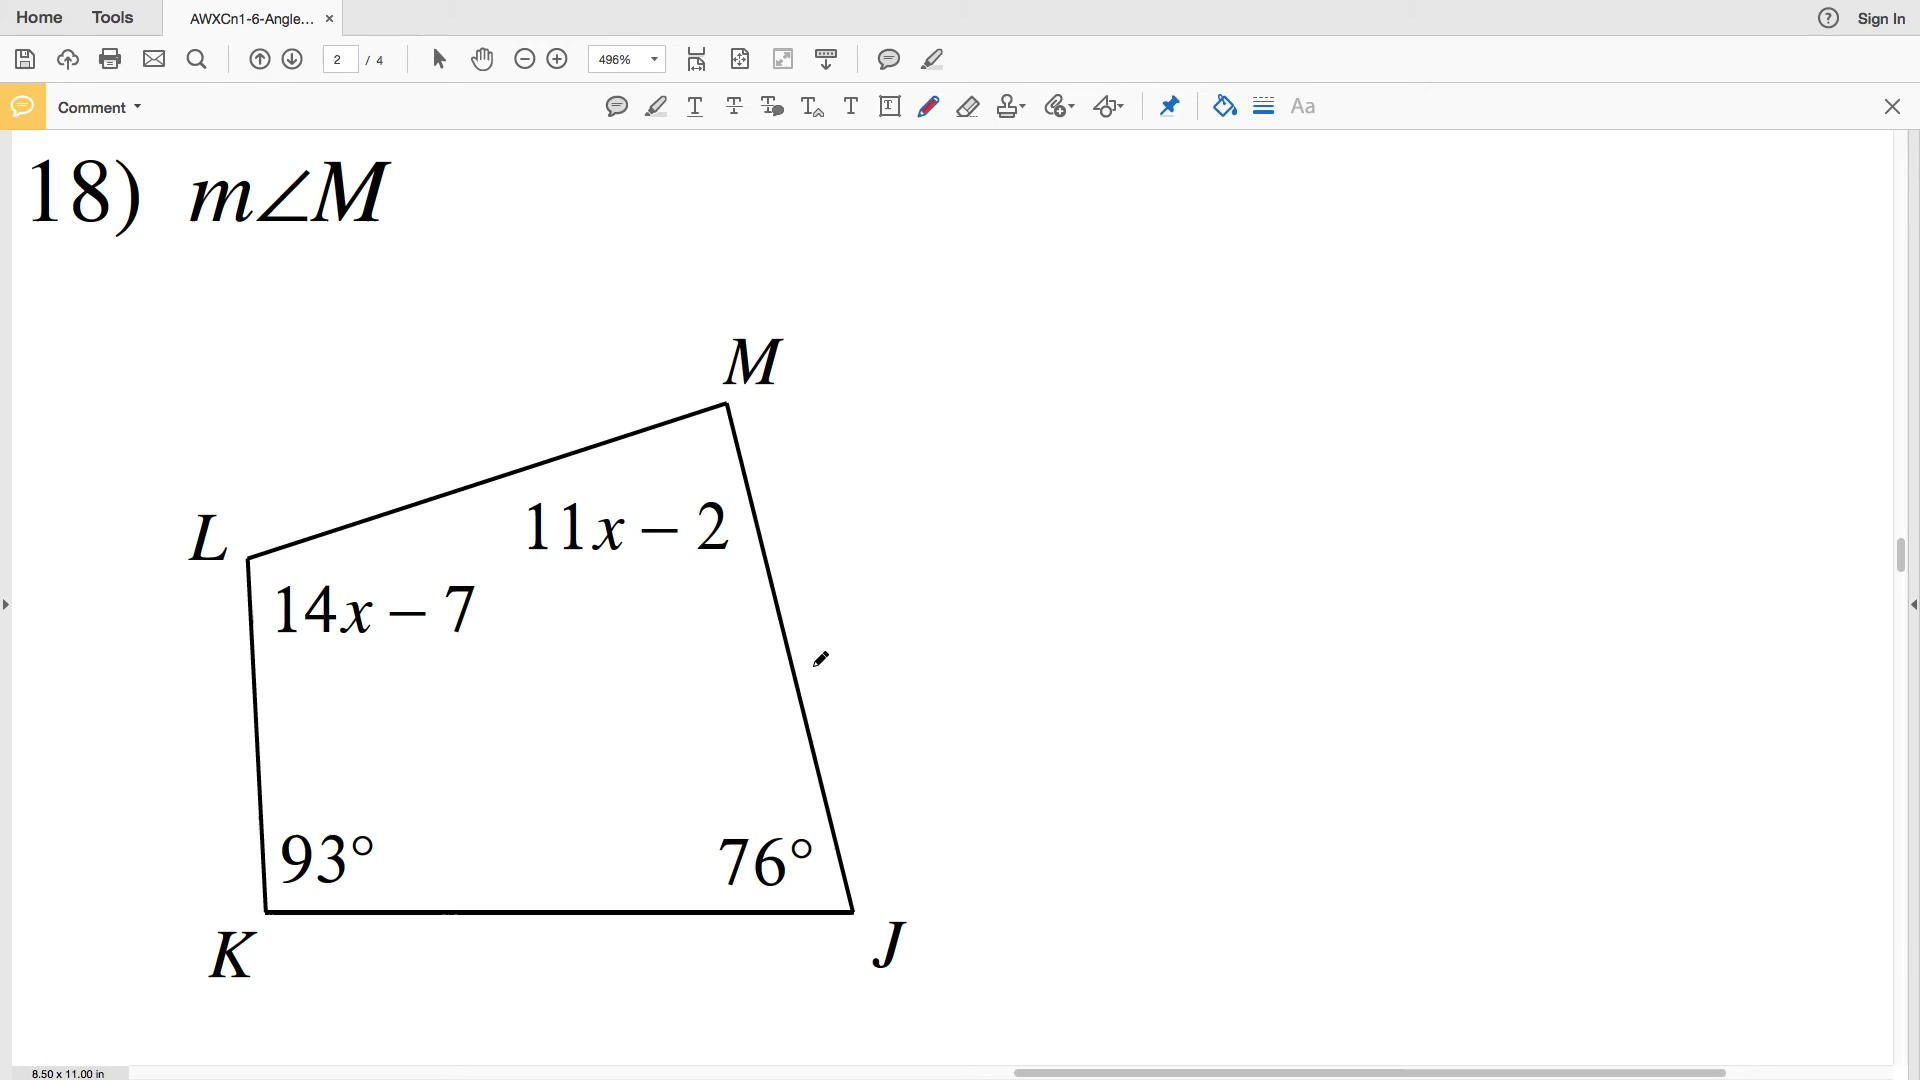 Home Tools AWXCn1-6-Angle... × ? Sign In
2 / 4 496%
Comment Aa
18) m∠M
M
L 11x − 2
14x − 7
93° 76°
K J
8.50 x 11.00 in